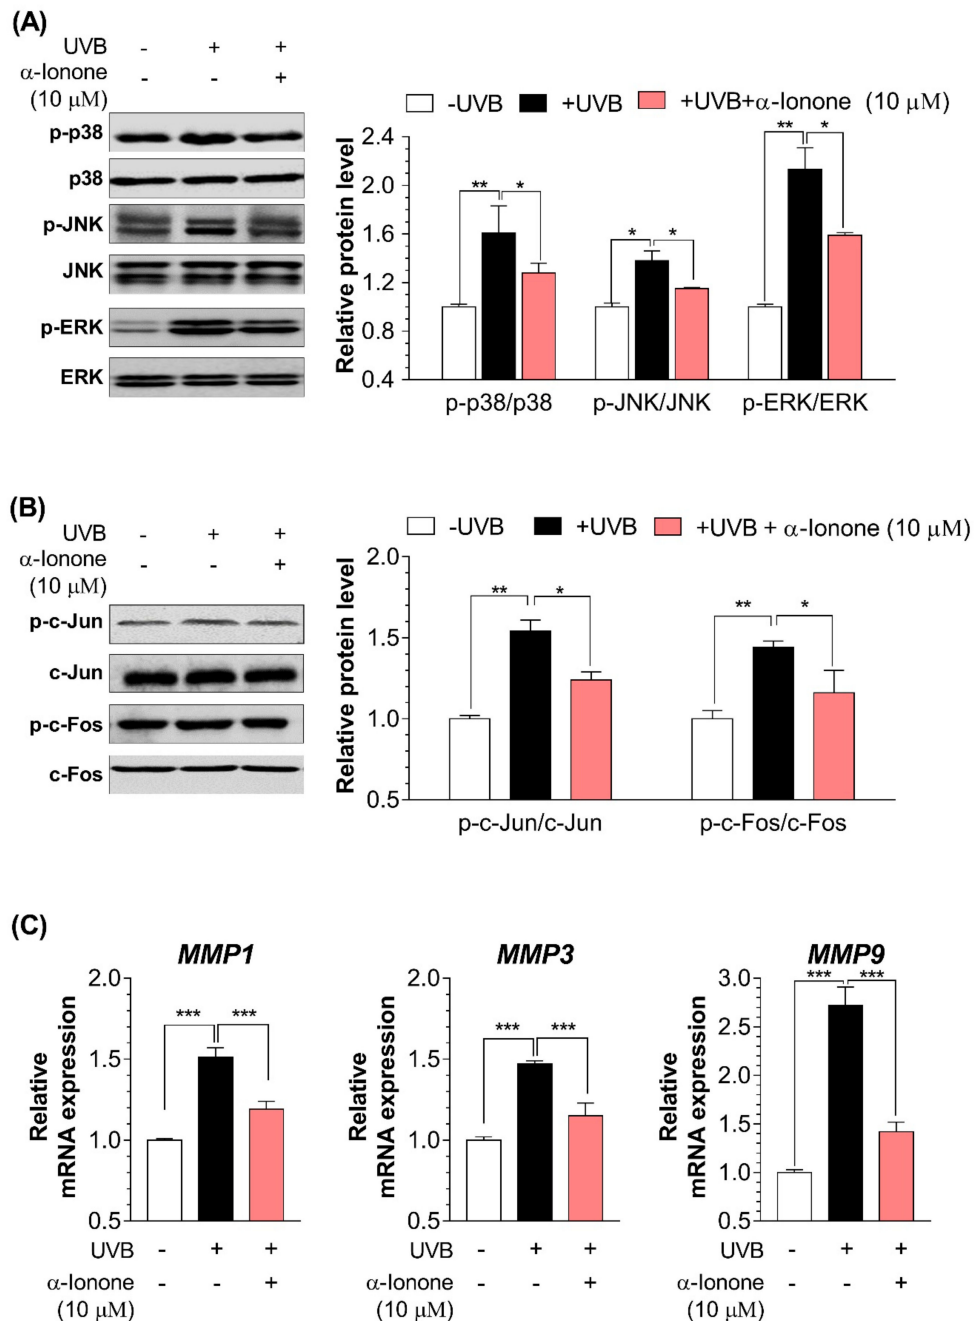 (A)
UVB - + +
α-Ionone - - +
(10 μM)
p-p38
p38
p-JNK
JNK
p-ERK
ERK
-UVB +UVB +UVB+α-Ionone (10 μM)
Relative protein level
2.4
2.0
1.6
1.2
0.8
0.4
** *
* *
** *
p-p38/p38 p-JNK/JNK p-ERK/ERK
(B)
UVB - + +
α-Ionone - - +
(10 μM)
p-c-Jun
c-Jun
p-c-Fos
c-Fos
-UVB +UVB +UVB + α-Ionone (10 μM)
Relative protein level
2.0
1.5
1.0
0.5
** *
** *
p-c-Jun/c-Jun p-c-Fos/c-Fos
(C)
MMP1
Relative
mRNA expression
2.0
1.5
1.0
0.5
*** ***
UVB - + +
α-Ionone - - +
(10 μM)
MMP3
Relative
mRNA expression
2.0
1.5
1.0
0.5
*** ***
UVB - + +
α-Ionone - - +
(10 μM)
MMP9
Relative
mRNA expression
3.0
2.5
2.0
1.5
1.0
0.5
*** ***
UVB - + +
α-Ionone - - +
(10 μM)